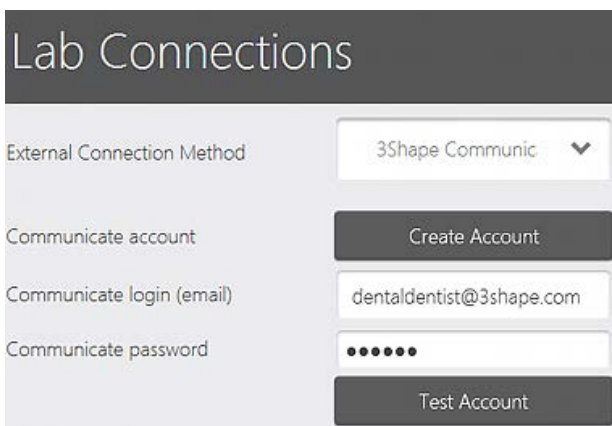 Lab Connections
External Connection Method 3Shape Communic
Communicate account Create Account
Communicate login (email) dentaldentist@3shape.com
Communicate password ●●●●●●
Test Account